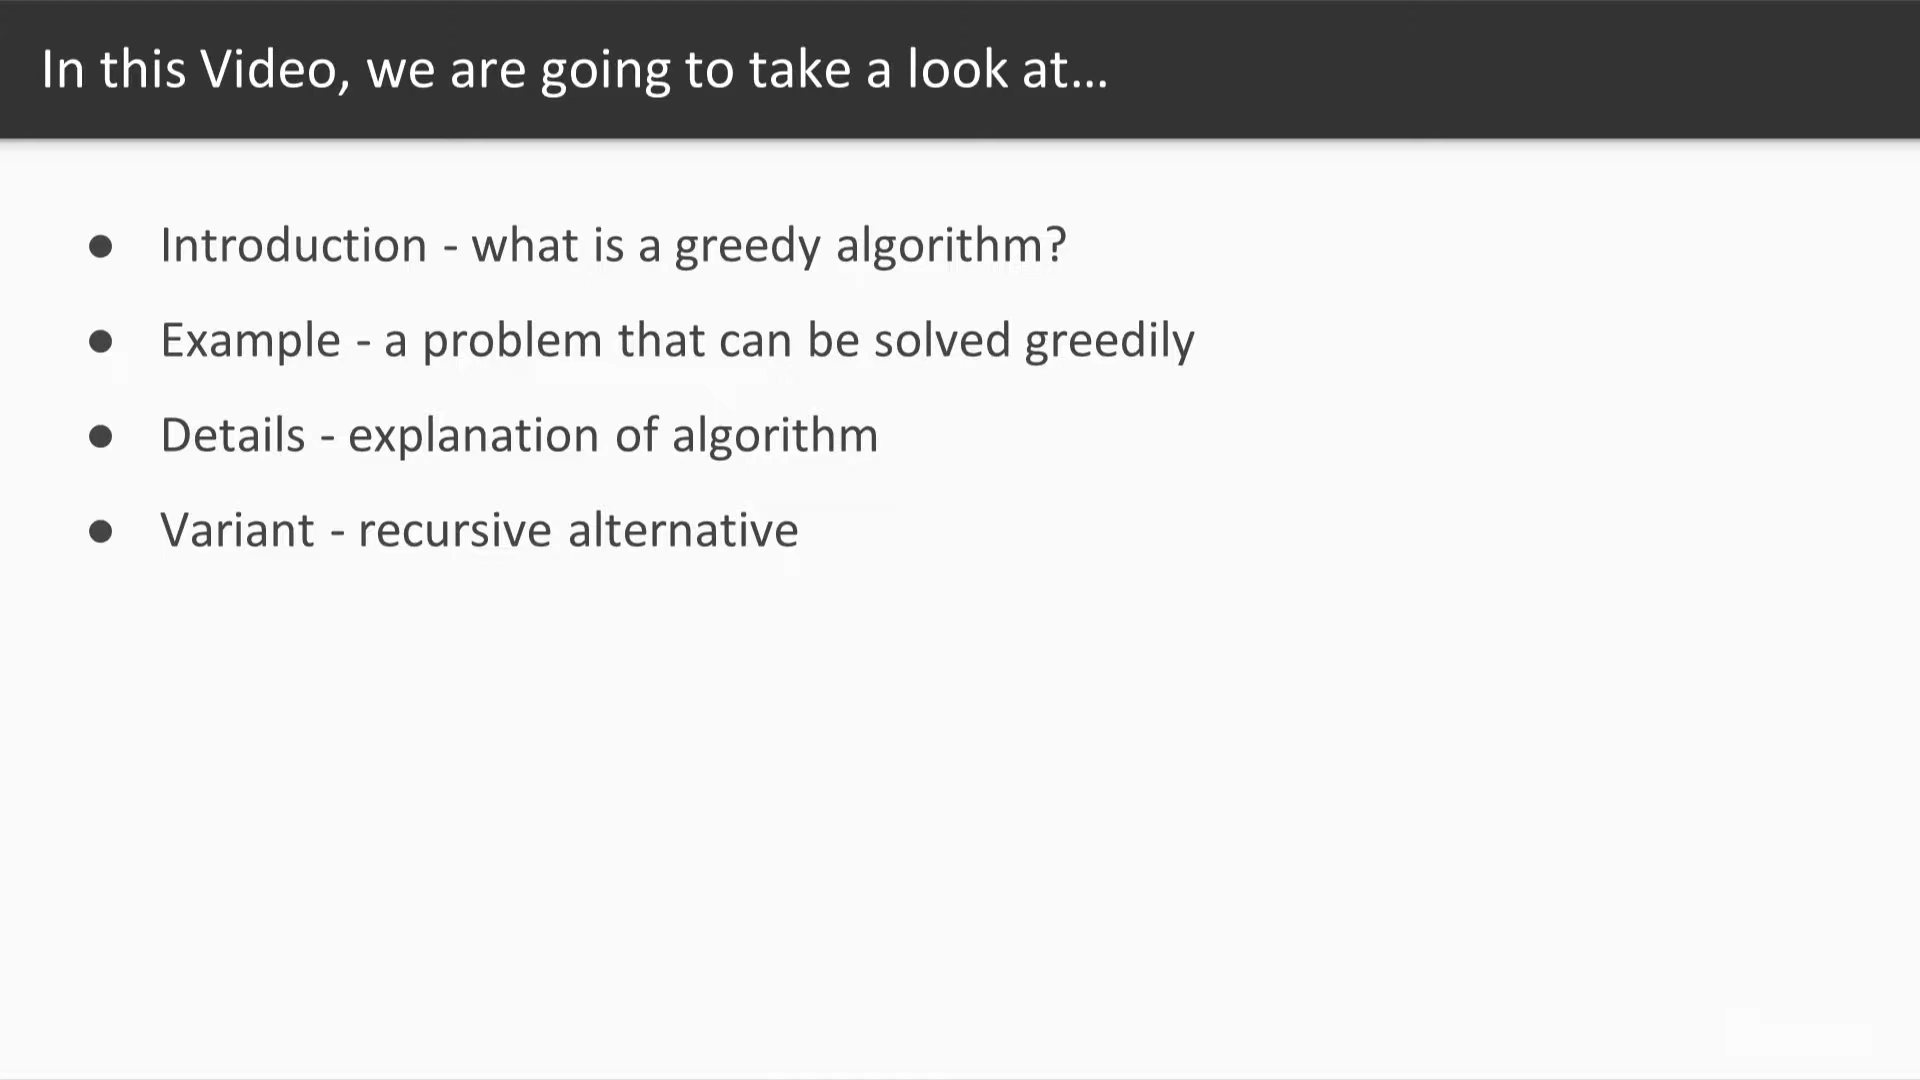 In this Video, we are going to take a look at...
● Introduction - what is a greedy algorithm?
● Example - a problem that can be solved greedily
● Details - explanation of algorithm
● Variant - recursive alternative